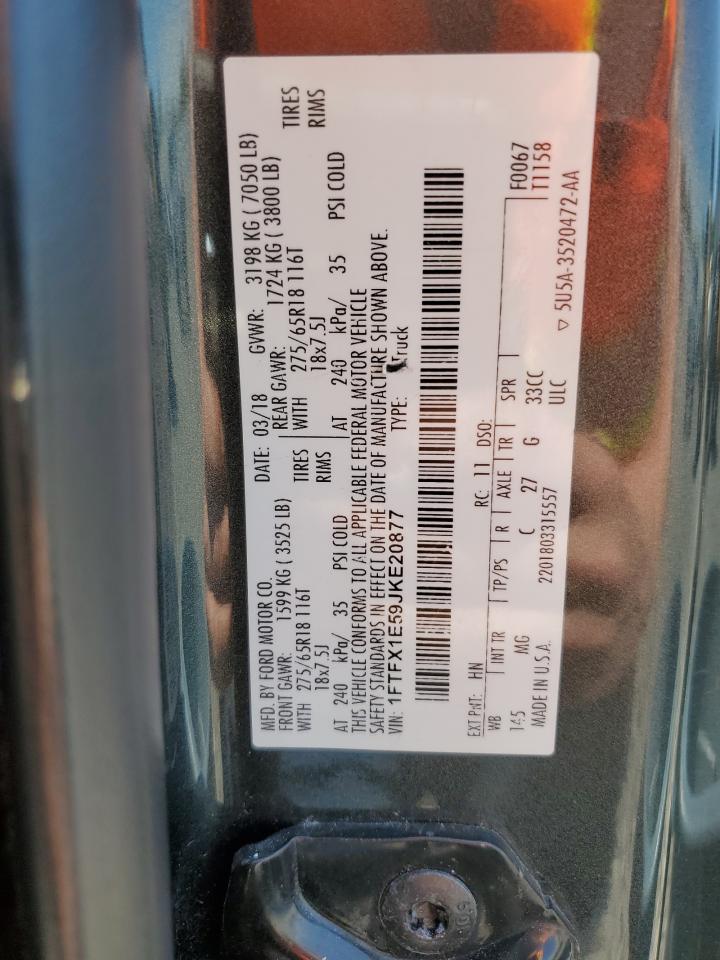 MFD. BY FORD MOTOR CO. DATE: 03/18 GVWR: 3198 KG ( 7050 LB)
FRONT GAWR: 1599 KG ( 3525 LB) REAR GAWR: 1724 KG ( 3800 LB)
WITH 275/65R18 116T TIRES WITH 275/65R18 116T TIRES
18x7.5J RIMS 18x7.5J RIMS
AT 240 kPa/ 35 PSI COLD AT 240 kPa/ 35 PSI COLD
THIS VEHICLE CONFORMS TO ALL APPLICABLE FEDERAL MOTOR VEHICLE
SAFETY STANDARDS IN EFFECT ON THE DATE OF MANUFACTURE SHOWN ABOVE.
VIN: 1FTFX1E59JKE20877 TYPE: Truck
EXT PNT: HN RC: 11 DSO: F0067
WB INT TR TP/PS R AXLE TR SPR T1158
145 MG C 27 G 33CC
MADE IN U.S.A. 2201803315557 ULC
▽ 5U5A-3520472-AA